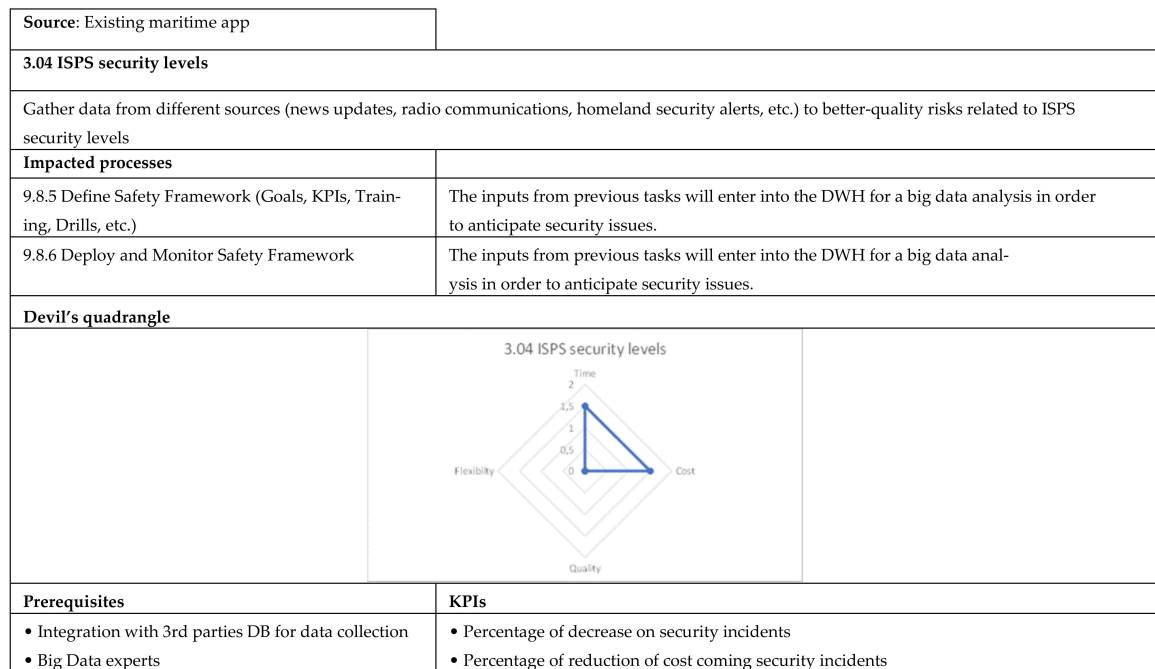 Source: Existing maritime app
3.04 ISPS security levels
Gather data from different sources (news updates, radio communications, homeland security alerts, etc.) to better-quality risks related to ISPS
security levels
Impacted processes
9.8.5 Define Safety Framework (Goals, KPIs, Train-
ing, Drills, etc.)
The inputs from previous tasks will enter into the DWH for a big data analysis in order
to anticipate security issues.
9.8.6 Deploy and Monitor Safety Framework
The inputs from previous tasks will enter into the DWH for a big data anal-
ysis in order to anticipate security issues.
Devil's quadrangle
3.04 ISPS security levels
Time
2
1,5
1
0,5
0
Flexibilty
Cost
Quality
Prerequisites
• Integration with 3rd parties DB for data collection
• Big Data experts
KPIs
• Percentage of decrease on security incidents
• Percentage of reduction of cost coming security incidents